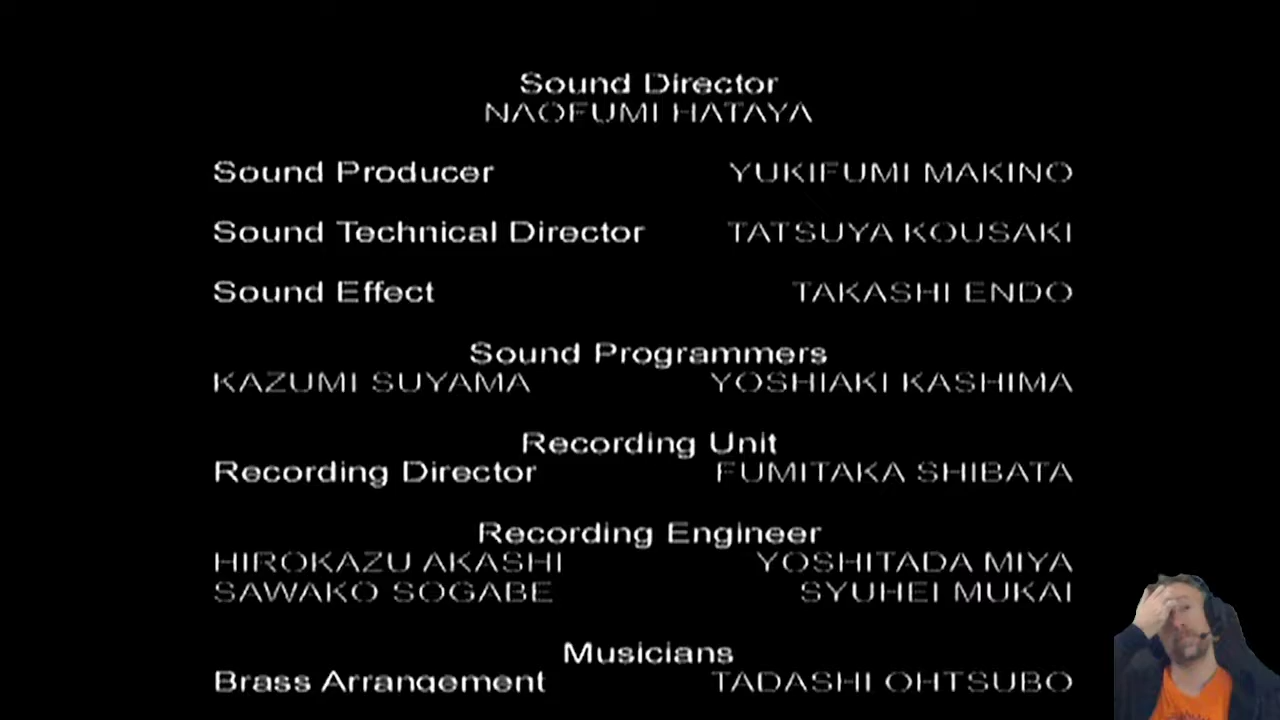 Sound Director
NAOFUMI HATAYA
Sound Producer YUKIFUMI MAKINO
Sound Technical Director TATSUYA KOUSAKI
Sound Effect TAKASHI ENDO
Sound Programmers
KAZUMI SUYAMA YOSHIAKI KASHIMA
Recording Unit
Recording Director FUMITAKA SHIBATA
Recording Engineer
HIROKAZU AKASHI YOSHITADA MIYA
SAWAKO SOGABE SYUHEI MUKAI
Musicians
Brass Arrangement TADASHI OHTSUBO